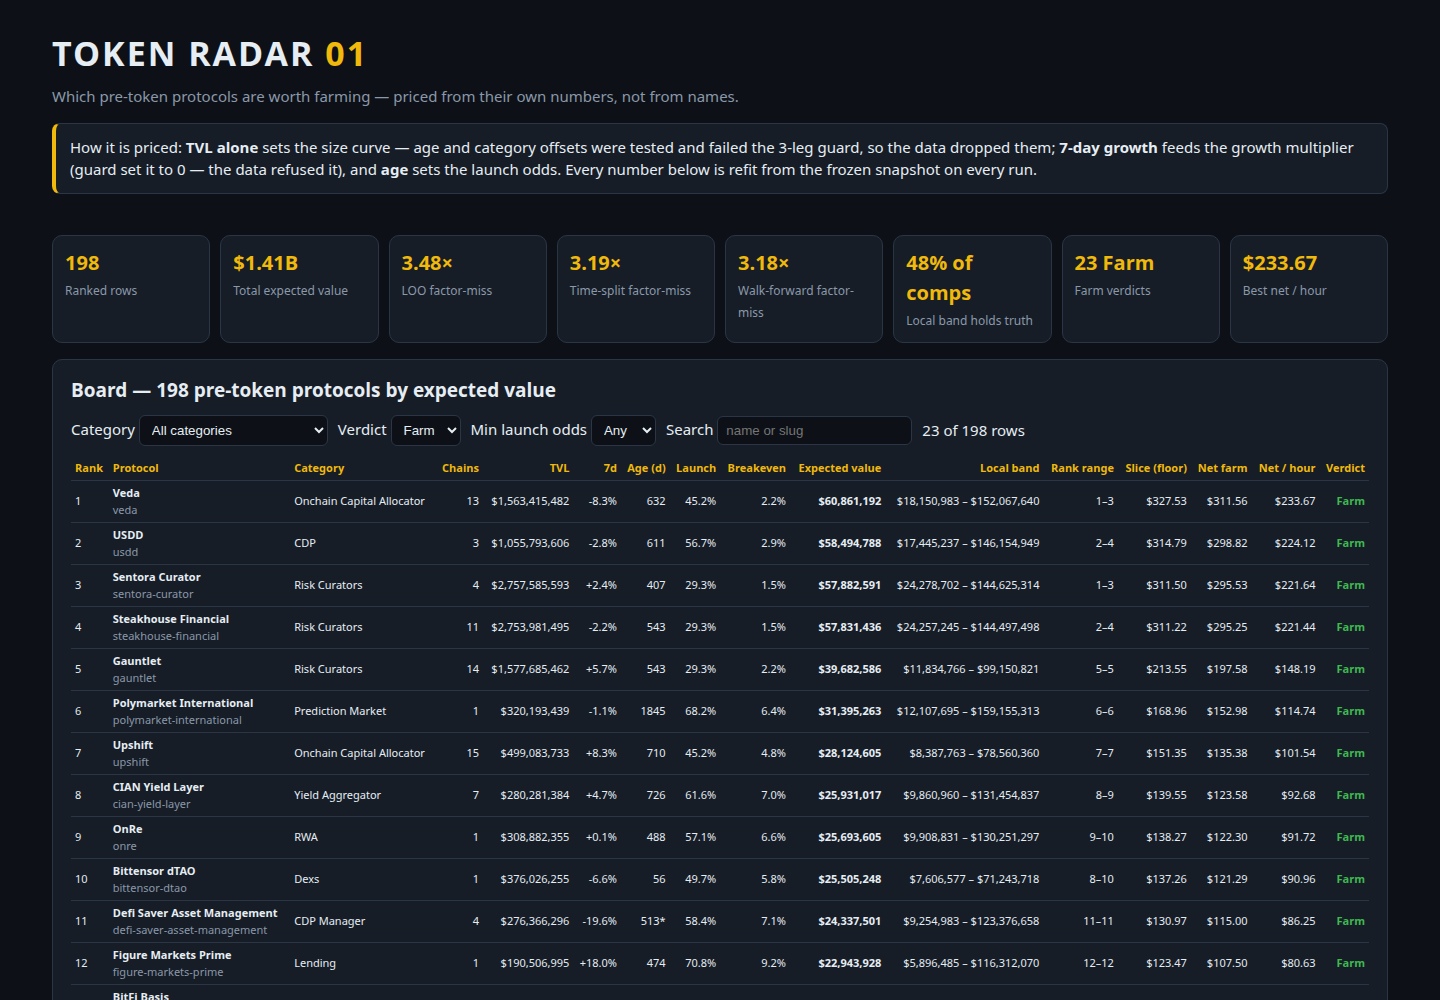 TOKEN RADAR 01
Which pre-token protocols are worth farming — priced from their own numbers, not from names.
How it is priced: TVL alone sets the size curve — age and category offsets were tested and failed the 3-leg guard, so the data dropped them; 7-day growth feeds the growth multiplier
(guard set it to 0 — the data refused it), and age sets the launch odds. Every number below is refit from the frozen snapshot on every run.
198
Ranked rows
$1.41B
Total expected value
3.48×
LOO factor-miss
3.19×
Time-split factor-miss
3.18×
Walk-forward factor-
miss
48% of
comps
Local band holds truth
23 Farm
Farm verdicts
$233.67
Best net / hour
Board — 198 pre-token protocols by expected value
Category All categories Verdict Farm Min launch odds Any Search name or slug 23 of 198 rows
Rank Protocol Category Chains TVL 7d Age (d) Launch Breakeven Expected value Local band Rank range Slice (floor) Net farm Net / hour Verdict
1 Veda Onchain Capital Allocator 13 $1,563,415,482 -8.3% 632 45.2% 2.2% $60,861,192 $18,150,983 – $152,067,640 1–3 $327.53 $311.56 $233.67 Farm
veda
2 USDD CDP 3 $1,055,793,606 -2.8% 611 56.7% 2.9% $58,494,788 $17,445,237 – $146,154,949 2–4 $314.79 $298.82 $224.12 Farm
usdd
3 Sentora Curator Risk Curators 4 $2,757,585,593 +2.4% 407 29.3% 1.5% $57,882,591 $24,278,702 – $144,625,314 1–3 $311.50 $295.53 $221.64 Farm
sentora-curator
4 Steakhouse Financial Risk Curators 11 $2,753,981,495 -2.2% 543 29.3% 1.5% $57,831,436 $24,257,245 – $144,497,498 2–4 $311.22 $295.25 $221.44 Farm
steakhouse-financial
5 Gauntlet Risk Curators 14 $1,577,685,462 +5.7% 543 29.3% 2.2% $39,682,586 $11,834,766 – $99,150,821 5–5 $213.55 $197.58 $148.19 Farm
gauntlet
6 Polymarket International Prediction Market 1 $320,193,439 -1.1% 1845 68.2% 6.4% $31,395,263 $12,107,695 – $159,155,313 6–6 $168.96 $152.98 $114.74 Farm
polymarket-international
7 Upshift Onchain Capital Allocator 15 $499,083,733 +8.3% 710 45.2% 4.8% $28,124,605 $8,387,763 – $78,560,360 7–7 $151.35 $135.38 $101.54 Farm
upshift
8 CIAN Yield Layer Yield Aggregator 7 $280,281,384 +4.7% 726 61.6% 7.0% $25,931,017 $9,860,960 – $131,454,837 8–9 $139.55 $123.58 $92.68 Farm
cian-yield-layer
9 OnRe RWA 1 $308,882,355 +0.1% 488 57.1% 6.6% $25,693,605 $9,908,831 – $130,251,297 9–10 $138.27 $122.30 $91.72 Farm
onre
10 Bittensor dTAO Dexs 1 $376,026,255 -6.6% 56 49.7% 5.8% $25,505,248 $7,606,577 – $71,243,718 8–10 $137.26 $121.29 $90.96 Farm
bittensor-dtao
11 Defi Saver Asset Management CDP Manager 4 $276,366,296 -19.6% 513* 58.4% 7.1% $24,337,501 $9,254,983 – $123,376,658 11–11 $130.97 $115.00 $86.25 Farm
defi-saver-asset-management
12 Figure Markets Prime Lending 1 $190,506,995 +18.0% 474 70.8% 9.2% $22,943,928 $5,896,485 – $116,312,070 12–12 $123.47 $107.50 $80.63 Farm
figure-markets-prime
BitFi Basis